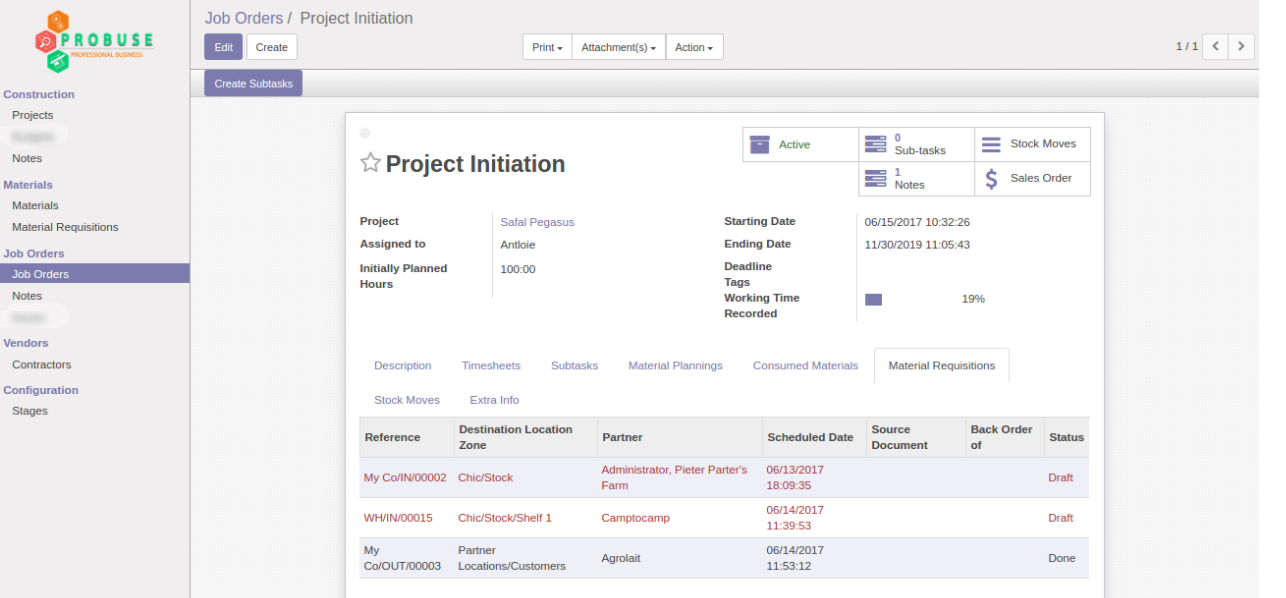 PROBUSE
PROFESSIONAL BUSINESS
Construction
Projects
Notes
Materials
Materials
Material Requisitions
Job Orders
Job Orders
Notes
Vendors
Contractors
Configuration
Stages
Job Orders / Project Initiation
Edit Create Print Attachment(s) Action 1 / 1
Create Subtasks
Project Initiation
Active
0
Sub-tasks
Stock Moves
1
Notes
Sales Order
Project Safal Pegasus
Assigned to Antloie
Initially Planned
Hours
100:00
Starting Date 06/15/2017 10:32:26
Ending Date 11/30/2019 11:05:43
Deadline
Tags
Working Time
Recorded
19%
Description Timesheets Subtasks Material Plannings Consumed Materials Material Requisitions
Stock Moves Extra Info
Reference
Destination Location
Zone
Partner
Scheduled Date
Source
Document
Back Order
of
Status
My Co/IN/00002
Chic/Stock
Administrator, Pieter Parter's
Farm
06/13/2017
18:09:35
Draft
WH/IN/00015
Chic/Stock/Shelf 1
Camptocamp
06/14/2017
11:39:53
Draft
My
Co/OUT/00003
Partner
Locations/Customers
Agrolait
06/14/2017
11:53:12
Done